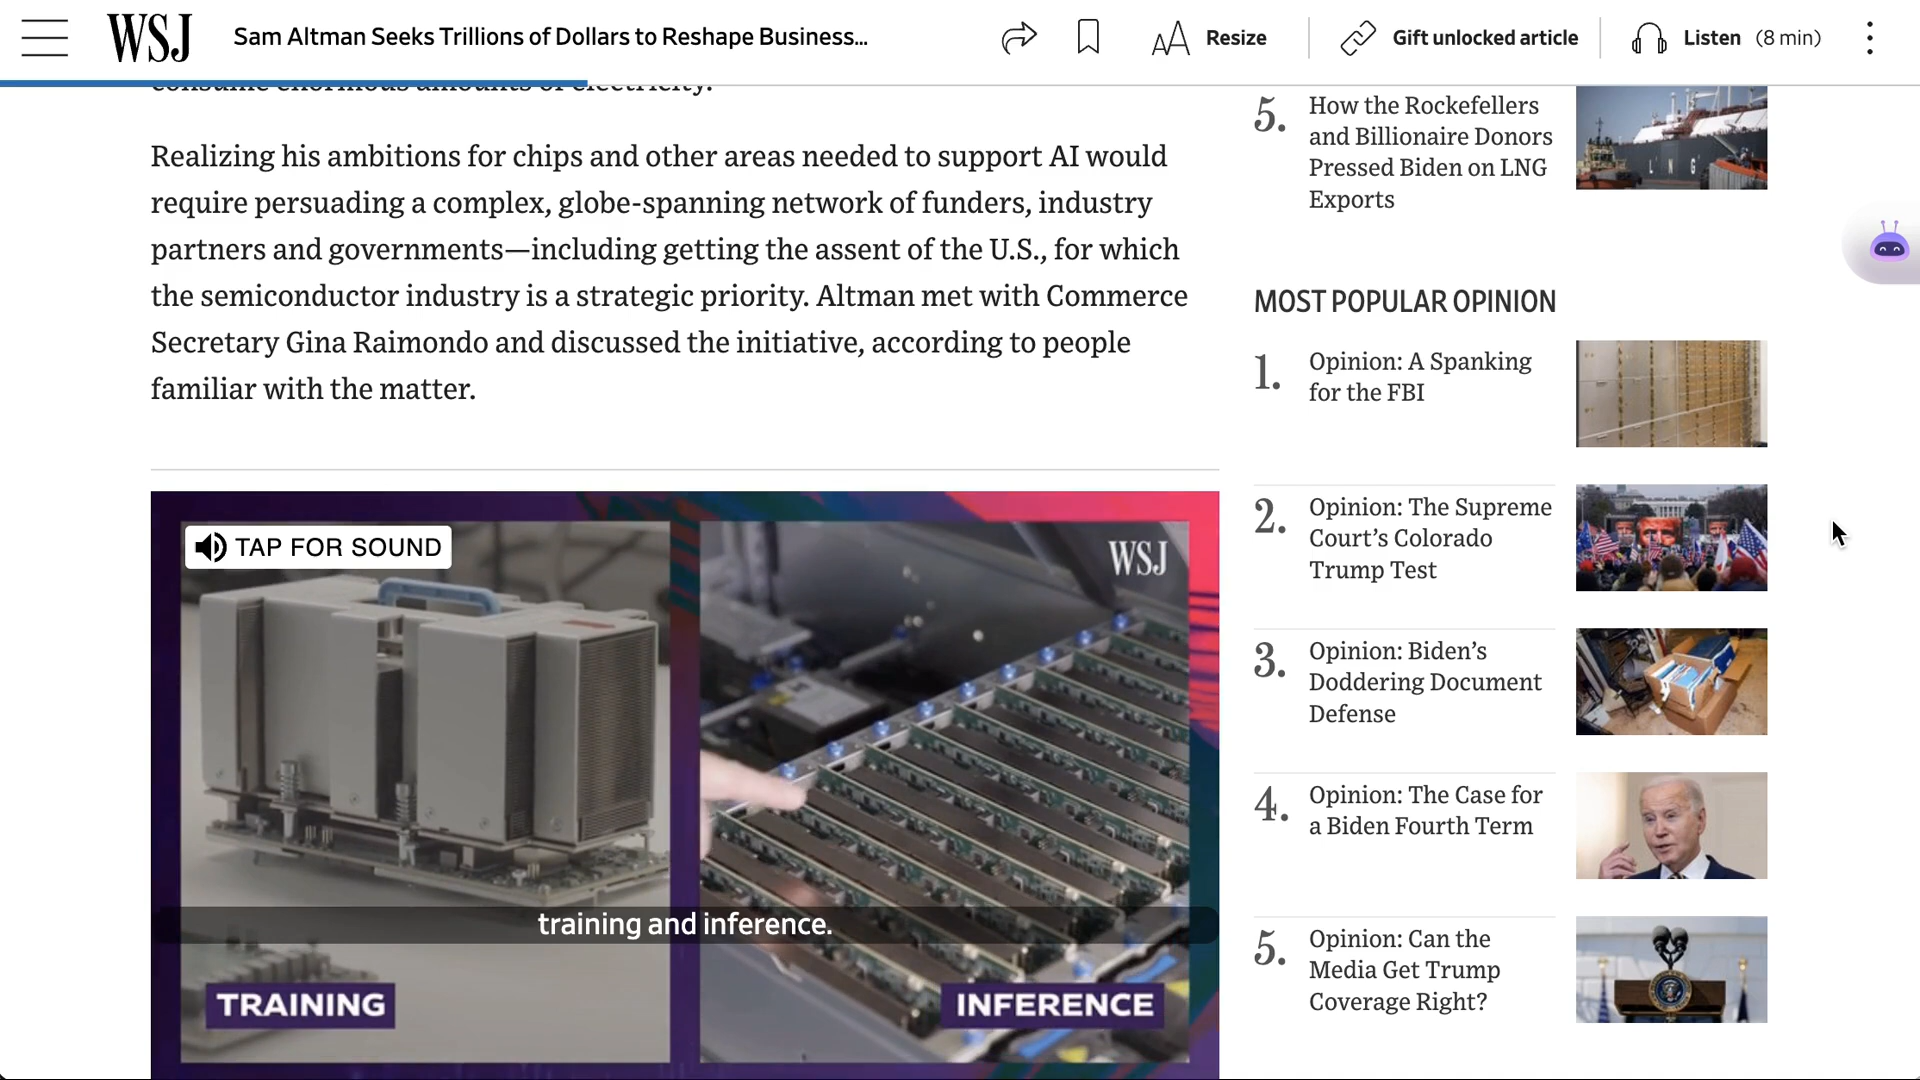 WSJ
Sam Altman Seeks Trillions of Dollars to Reshape Business...
Resize
Gift unlocked article
Listen (8 min)
consume enormous amounts of electricity.
Realizing his ambitions for chips and other areas needed to support AI would
require persuading a complex, globe-spanning network of funders, industry
partners and governments—including getting the assent of the U.S., for which
the semiconductor industry is a strategic priority. Altman met with Commerce
Secretary Gina Raimondo and discussed the initiative, according to people
familiar with the matter.
TAP FOR SOUND
WSJ
training and inference.
TRAINING
INFERENCE
5.
How the Rockefellers
and Billionaire Donors
Pressed Biden on LNG
Exports
L N G
MOST POPULAR OPINION
1.
Opinion: A Spanking
for the FBI
2.
Opinion: The Supreme
Court’s Colorado
Trump Test
3.
Opinion: Biden’s
Doddering Document
Defense
4.
Opinion: The Case for
a Biden Fourth Term
5.
Opinion: Can the
Media Get Trump
Coverage Right?